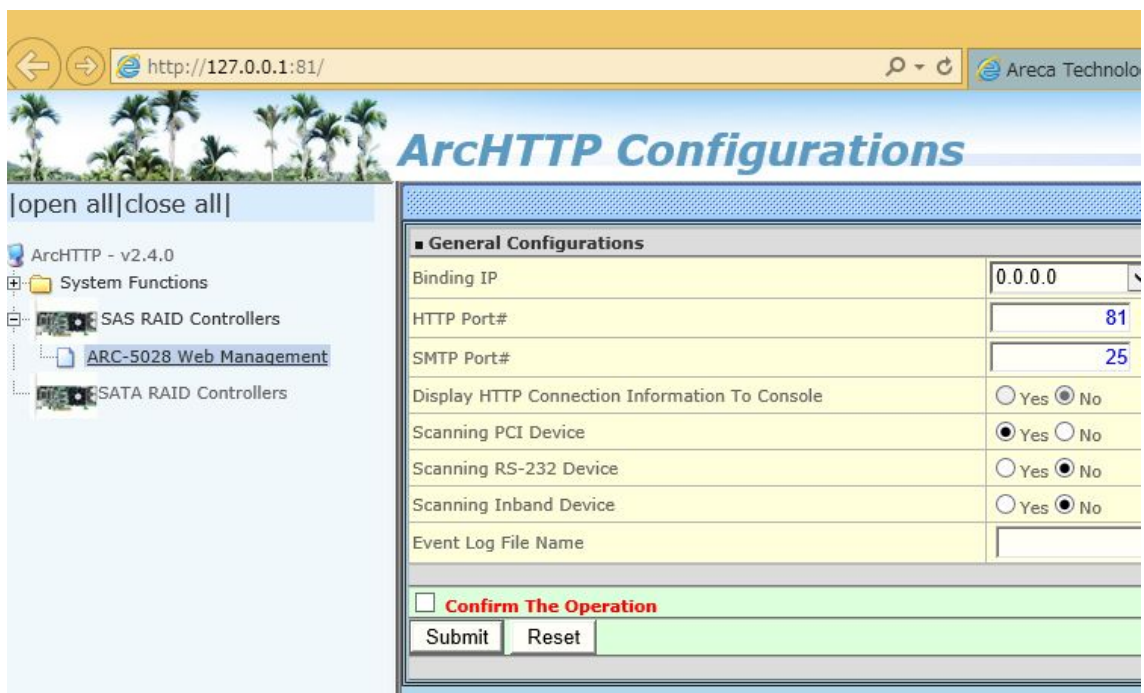 http://127.0.0.1:81/
Areca Technolo
ArcHTTP Configurations
|open all|close all|
ArcHTTP - v2.4.0
System Functions
SAS RAID Controllers
ARC-5028 Web Management
SATA RAID Controllers
General Configurations
Binding IP 0.0.0.0
HTTP Port# 81
SMTP Port# 25
Display HTTP Connection Information To Console Yes No
Scanning PCI Device Yes No
Scanning RS-232 Device Yes No
Scanning Inband Device Yes No
Event Log File Name
Confirm The Operation
Submit Reset